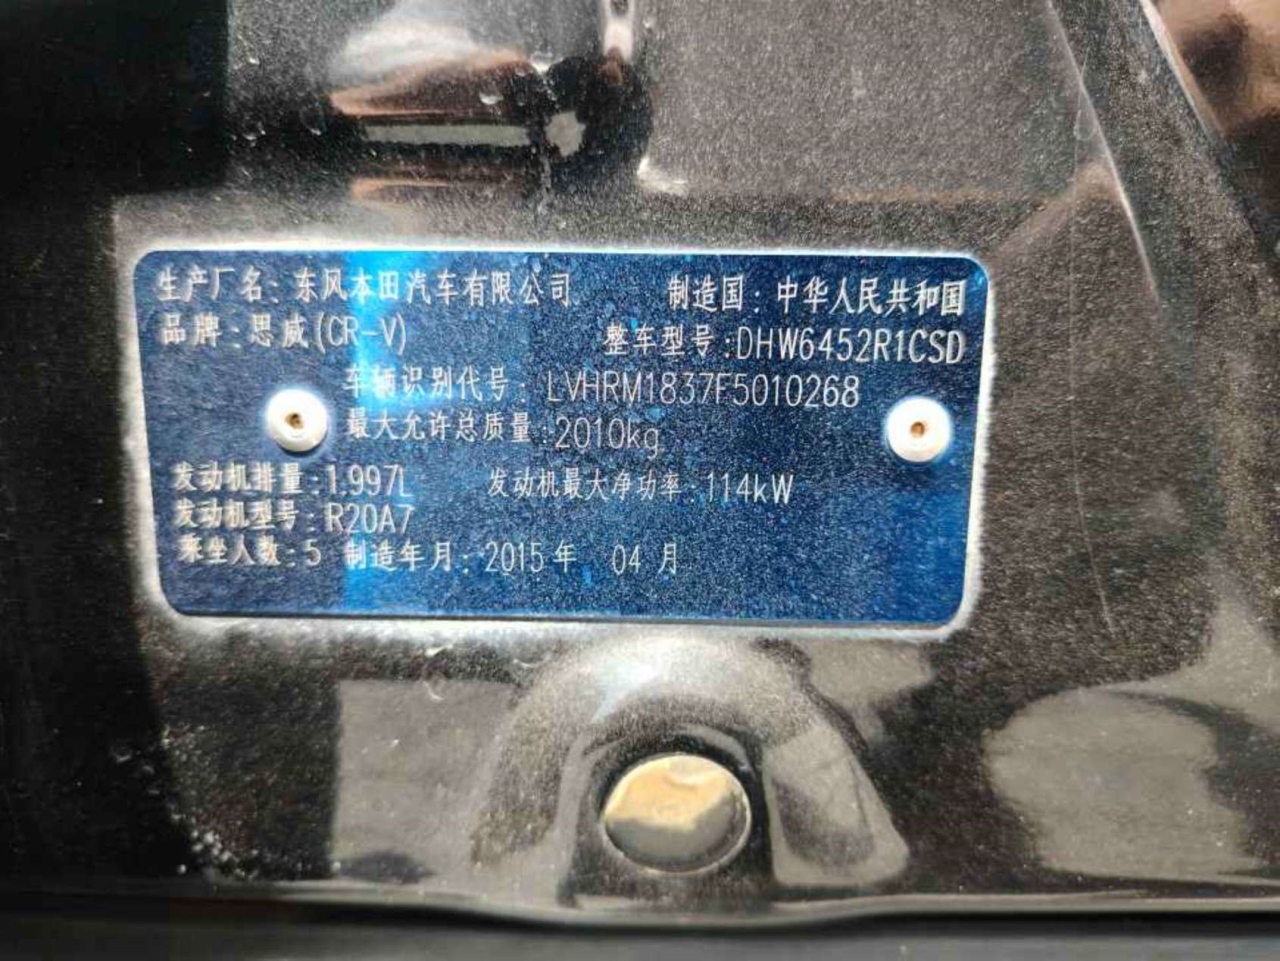 生产厂名：东风本田汽车有限公司 制造国：中华人民共和国
品牌：思威(CR-V) 整车型号：DHW6452R1CSD
车辆识别代号：LVHRM1837F5010268
最大允许总质量：2010kg
发动机排量：1.997L 发动机最大净功率：114kW
发动机型号：R20A7
乘坐人数：5 制造年月：2015年 04月